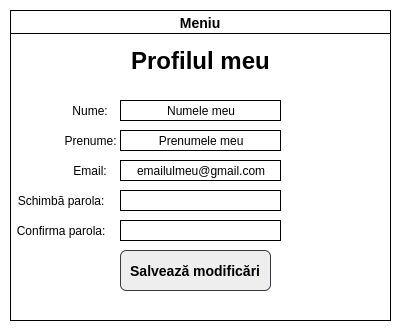 Meniu
Profilul meu
Nume: Numele meu
Prenume: Prenumele meu
Email: emailulmeu@gmail.com
Schimbă parola:
Confirma parola:
Salvează modificări